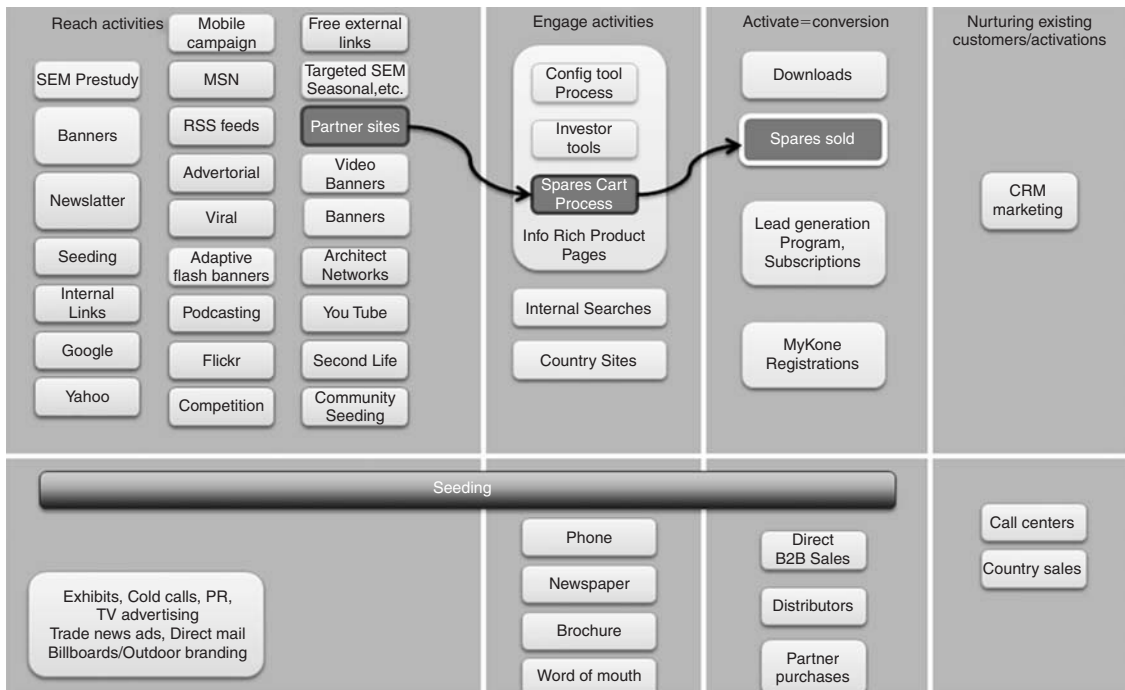 Reach activities
SEM Prestudy
Banners
Newslatter
Seeding
Internal
Links
Google
Yahoo
Mobile
campaign
MSN
RSS feeds
Advertorial
Viral
Adaptive
flash banners
Podcasting
Flickr
Competition
Free external
links
Targeted SEM
Seasonal,etc.
Partner sites
Video
Banners
Banners
Architect
Networks
You Tube
Second Life
Community
Seeding
Engage activities
Config tool
Process
Investor
tools
Spares Cart
Process
Info Rich Product
Pages
Internal Searches
Country Sites
Activate=conversion
Downloads
Spares sold
Lead generation
Program,
Subscriptions
MyKone
Registrations
Nurturing existing
customers/activations
CRM
marketing
Seeding
Exhibits, Cold calls, PR,
TV advertising
Trade news ads, Direct mail
Billboards/Outdoor branding
Phone
Newspaper
Brochure
Word of mouth
Direct
B2B Sales
Distributors
Partner
purchases
Call centers
Country sales